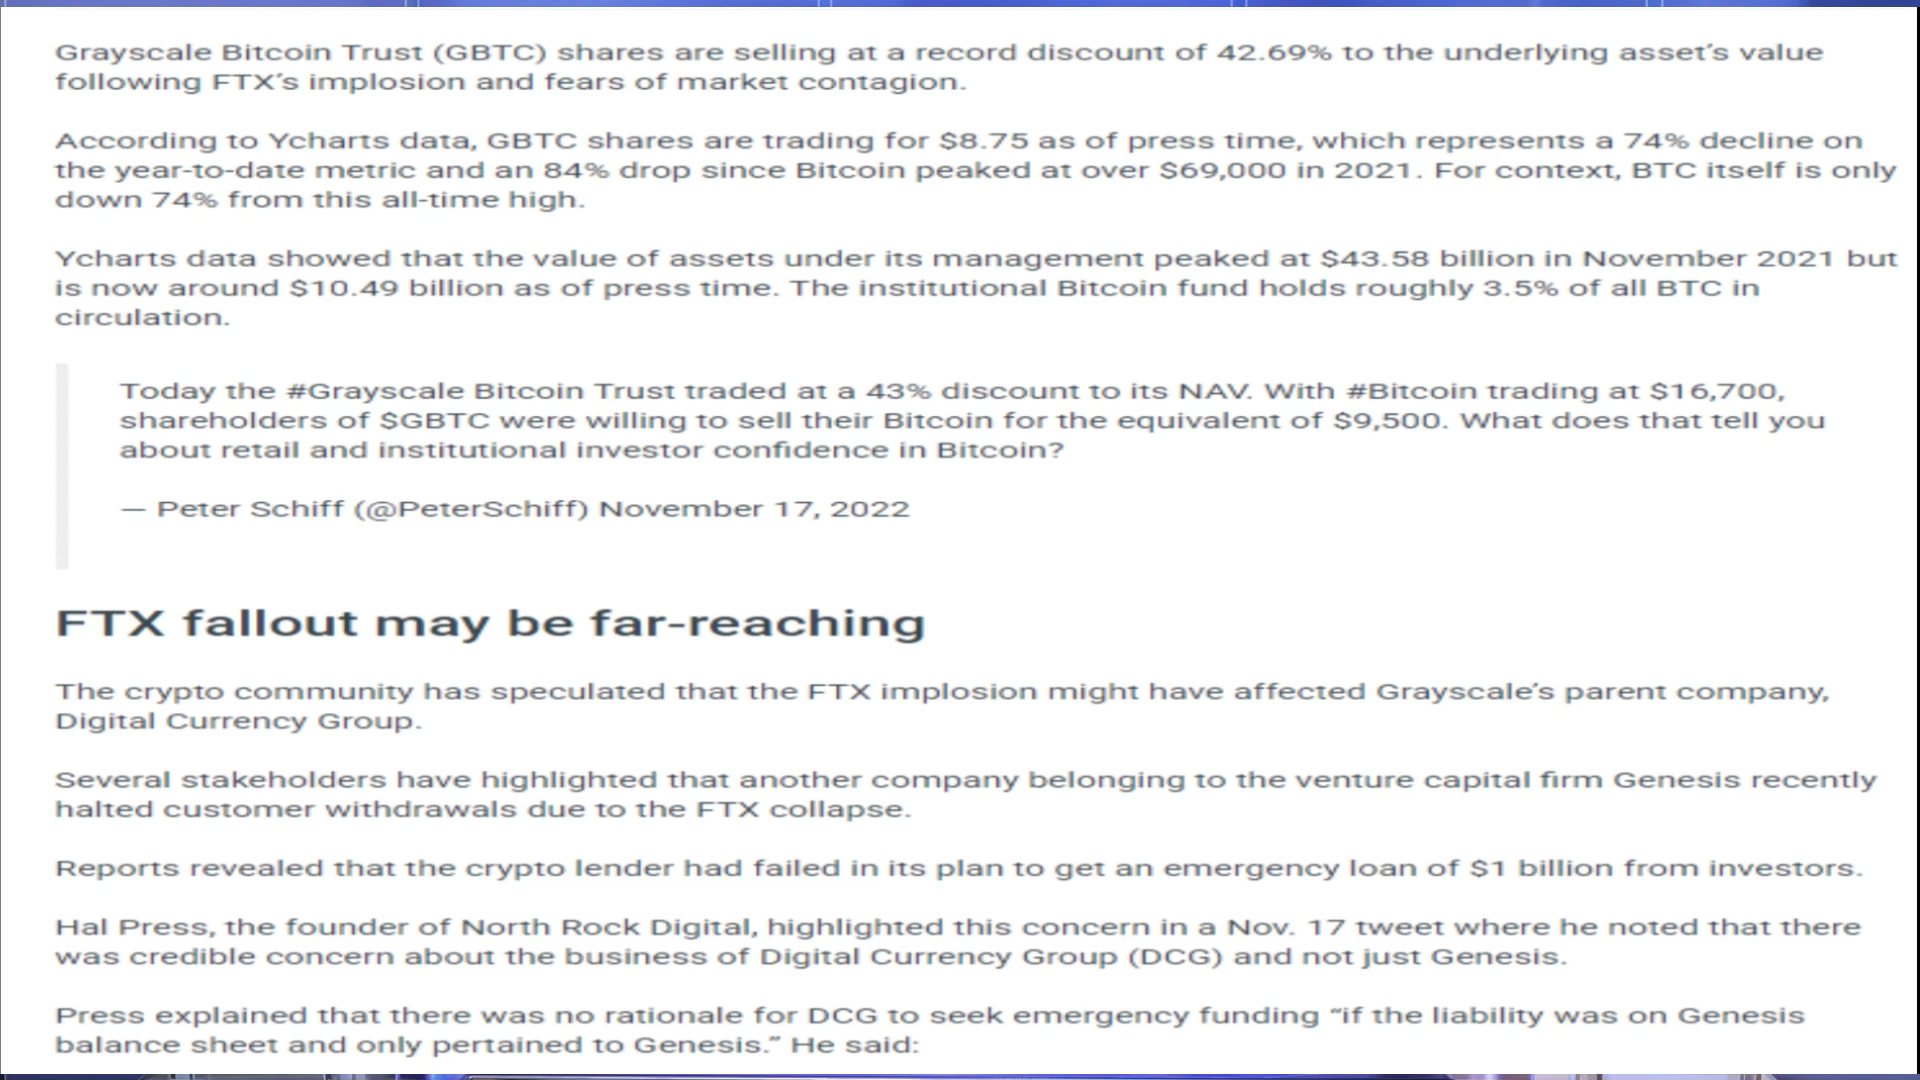 Grayscale Bitcoin Trust (GBTC) shares are selling at a record discount of 42.69% to the underlying asset’s value
following FTX’s implosion and fears of market contagion.
According to Ycharts data, GBTC shares are trading for $8.75 as of press time, which represents a 74% decline on
the year-to-date metric and an 84% drop since Bitcoin peaked at over $69,000 in 2021. For context, BTC itself is only
down 74% from this all-time high.
Ycharts data showed that the value of assets under its management peaked at $43.58 billion in November 2021 but
is now around $10.49 billion as of press time. The institutional Bitcoin fund holds roughly 3.5% of all BTC in
circulation.
Today the #Grayscale Bitcoin Trust traded at a 43% discount to its NAV. With #Bitcoin trading at $16,700,
shareholders of $GBTC were willing to sell their Bitcoin for the equivalent of $9,500. What does that tell you
about retail and institutional investor confidence in Bitcoin?
— Peter Schiff (@PeterSchiff) November 17, 2022
FTX fallout may be far-reaching
The crypto community has speculated that the FTX implosion might have affected Grayscale’s parent company,
Digital Currency Group.
Several stakeholders have highlighted that another company belonging to the venture capital firm Genesis recently
halted customer withdrawals due to the FTX collapse.
Reports revealed that the crypto lender had failed in its plan to get an emergency loan of $1 billion from investors.
Hal Press, the founder of North Rock Digital, highlighted this concern in a Nov. 17 tweet where he noted that there
was credible concern about the business of Digital Currency Group (DCG) and not just Genesis.
Press explained that there was no rationale for DCG to seek emergency funding “if the liability was on Genesis
balance sheet and only pertained to Genesis.” He said: